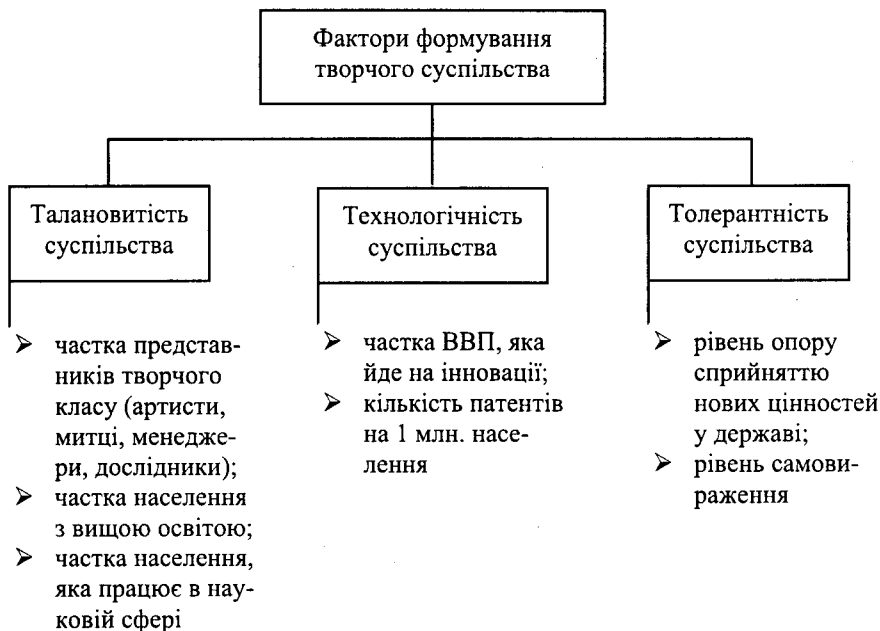 Фактори формування
творчого суспільства
Талановитість
суспільства
➢ частка представ-
ників творчого
класу (артисти,
митці, менедже-
ри, дослідники);
➢ частка населення
з вищою освітою;
➢ частка населення,
яка працює в нау-
ковій сфері
Технологічність
суспільства
➢ частка ВВП, яка
йде на інновації;
➢ кількість патентів
на 1 млн. насе-
лення
Толерантність
суспільства
➢ рівень опору
сприйняттю
нових цінностей
у державі;
➢ рівень самови-
раження